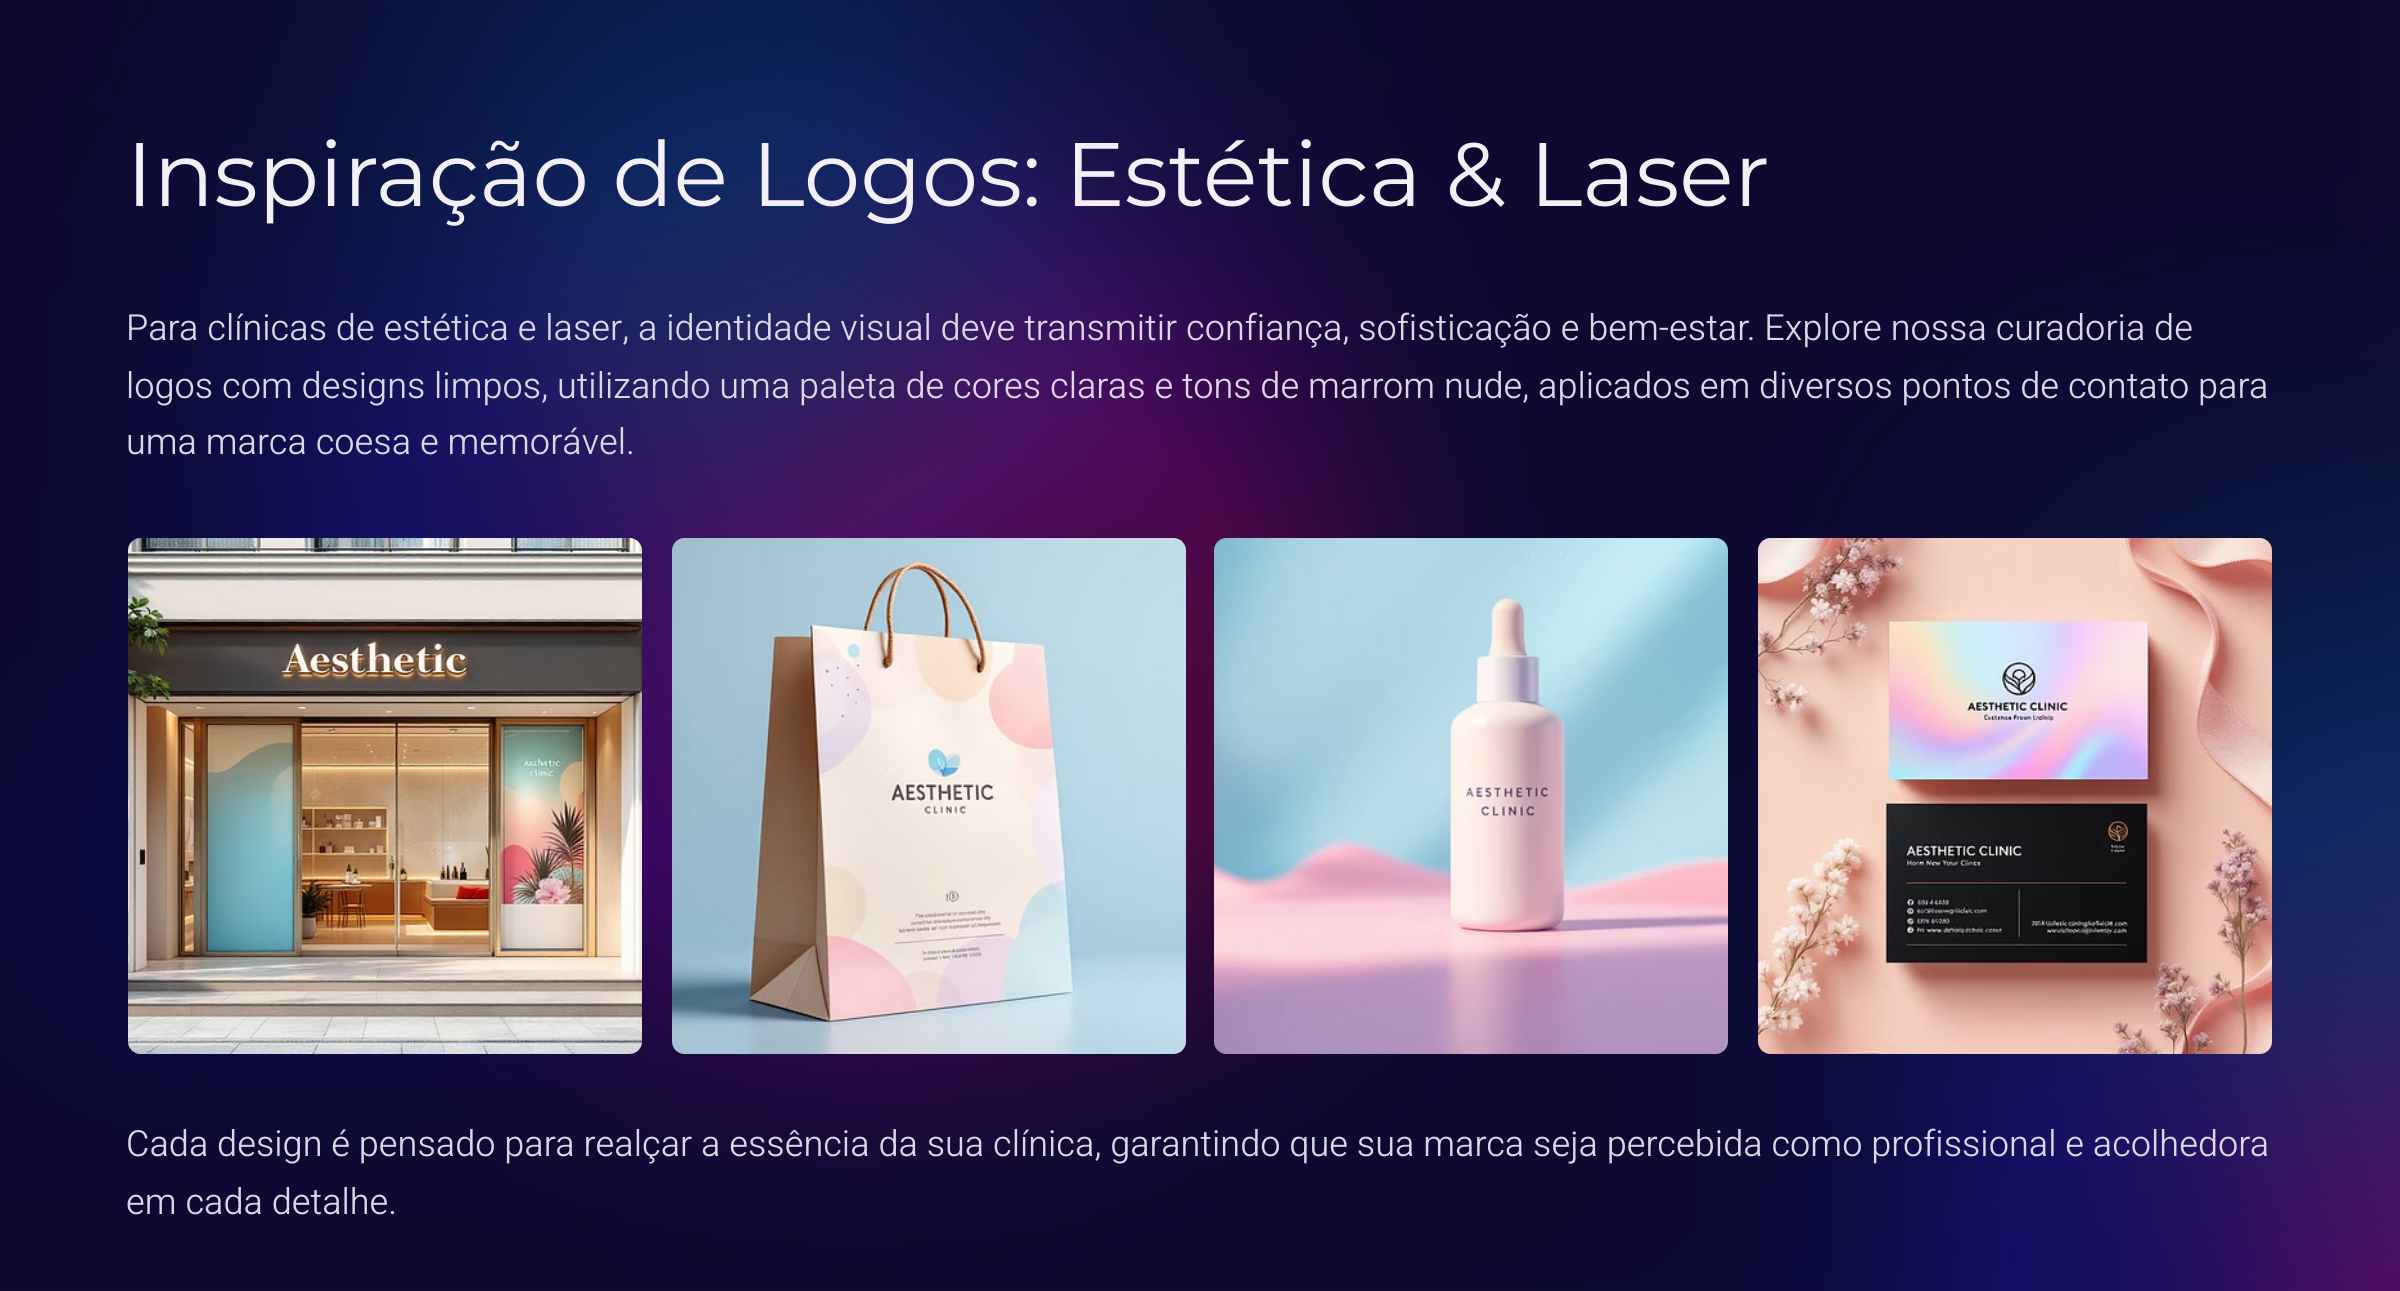 Inspiração de Logos: Estética & Laser
Para clínicas de estética e laser, a identidade visual deve transmitir confiança, sofisticação e bem-estar. Explore nossa curadoria de
logos com designs limpos, utilizando uma paleta de cores claras e tons de marrom nude, aplicados em diversos pontos de contato para
uma marca coesa e memorável.
Aesthetic
AESTHETIC
CLINIC
AESTHETIC
CLINIC
AESTHETIC CLINIC
AESTHETIC CLINIC
Horm New Your Clincs
Cada design é pensado para realçar a essência da sua clínica, garantindo que sua marca seja percebida como profissional e acolhedora
em cada detalhe.